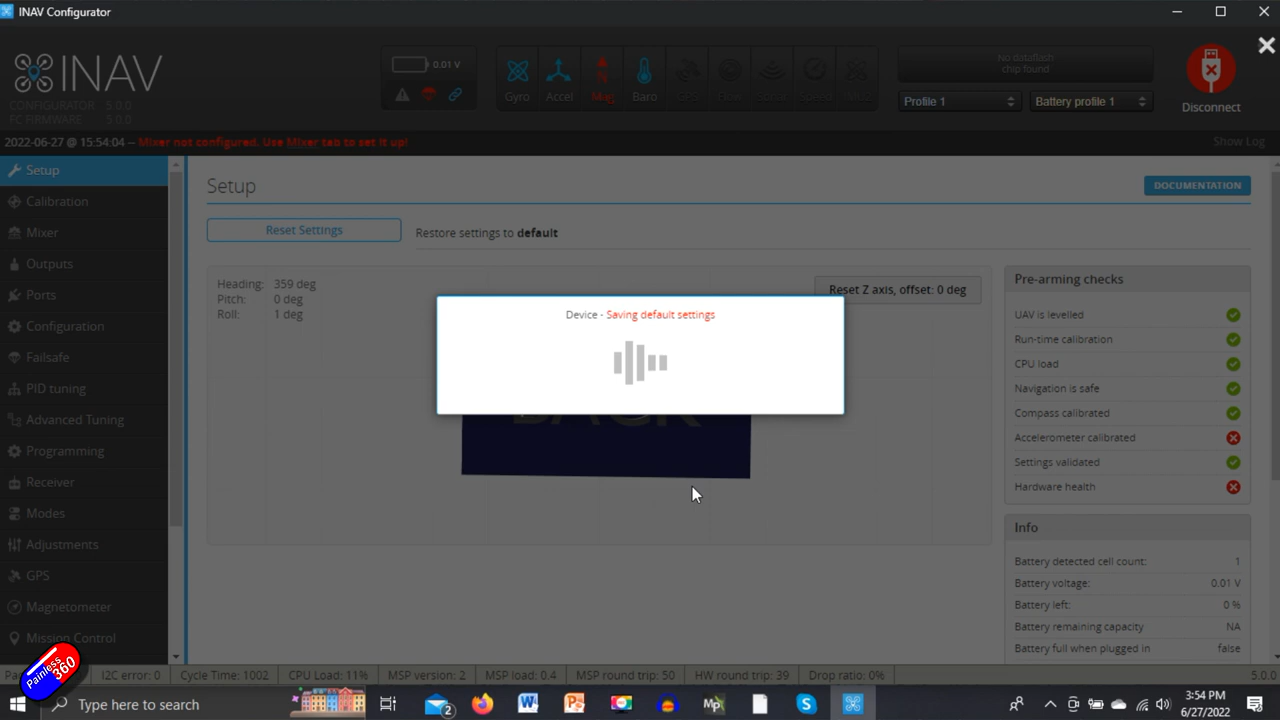 INAV Configurator
INAV
CONFIGURATOR 5.0.0
FC FIRMWARE 5.0.0
0.01 V
Gyro
Accel
Mag
Baro
GPS
Flow
Sonar
Speed
No dataflash
chip found
Profile 1
Battery profile 1
Disconnect
2022-06-27 @ 15:54:04 -- Mixer not configured. Use Mixer tab to set it up!
Show Log
Setup
Calibration
Mixer
Outputs
Ports
Configuration
Failsafe
PID tuning
Advanced Tuning
Programming
Receiver
Modes
Adjustments
GPS
Magnetometer
Mission Control
Setup
DOCUMENTATION
Reset Settings
Restore settings to default
Heading: 359 deg
Pitch: 0 deg
Roll: 1 deg
Reset Z axis, offset: 0 deg
Device - Saving default settings
BACK
Pre-arming checks
UAV is levelled
Run-time calibration
CPU load
Navigation is safe
Compass calibrated
Accelerometer calibrated
Settings validated
Hardware health
Info
Battery detected cell count: 1
Battery voltage: 0.01 V
Battery left: 0 %
Battery remaining capacity NA
Battery full when plugged in false
I2C error: 0
Cycle Time: 1002
CPU Load: 11%
MSP version: 2
MSP load: 0.4
MSP round trip: 50
HW round trip: 39
Drop ratio: 0%
5.0.0
Painless360
Type here to search
2
3:54 PM
6/27/2022